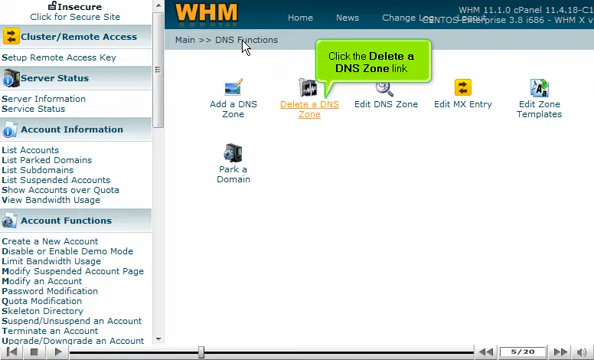 Insecure
Click for Secure Site
Cluster/Remote Access
Setup Remote Access Key
Server Status
Server Information
Service Status
Account Information
List Accounts
List Parked Domains
List Subdomains
List Suspended Accounts
Show Accounts over Quota
View Bandwidth Usage
Account Functions
Create a New Account
Disable or Enable Demo Mode
Limit Bandwidth Usage
Modify Suspended Account Page
Modify an Account
Password Modification
Quota Modification
Skeleton Directory
Suspend/Unsuspend an Account
Terminate an Account
Upgrade/Downgrade an Account
WHM
Home News Change Log Logout
WHM 11.1.0 cPanel 11.4.18-C1
CENTOS Enterprise 3.8 i686 - WHM X v
Main >> DNS Functions
Click the Delete a
DNS Zone link
Add a DNS
Zone
Delete a DNS
Zone
Edit DNS Zone
Edit MX Entry
Edit Zone
Templates
Park a
Domain
5/20